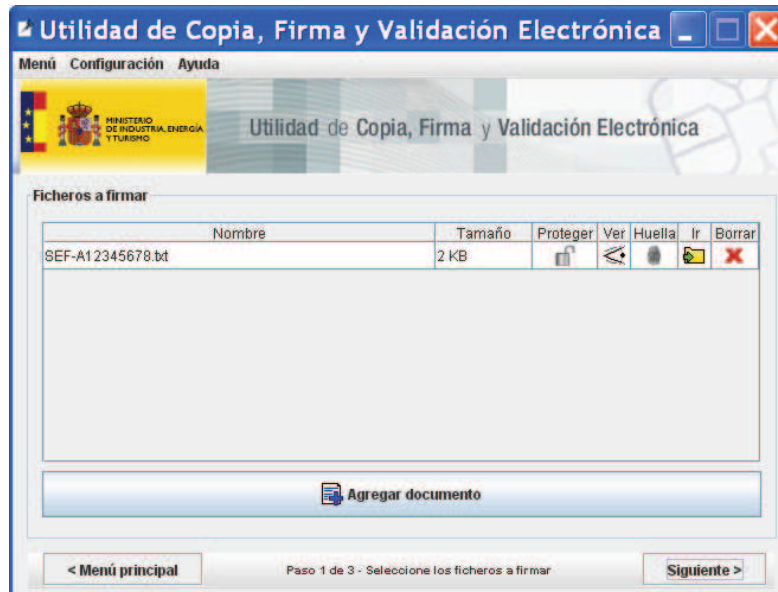 Utilidad de Copia, Firma y Validación Electrónica
Menú Configuración Ayuda
MINISTERIO
DE INDUSTRIA, ENERGÍA
Y TURISMO
Utilidad de Copia, Firma y Validación Electrónica
Ficheros a firmar
Nombre Tamaño Proteger Ver Huella Ir Borrar
SEF-A12345678.txt 2 KB
Agregar documento
< Menú principal Paso 1 de 3 - Seleccione los ficheros a firmar Siguiente >